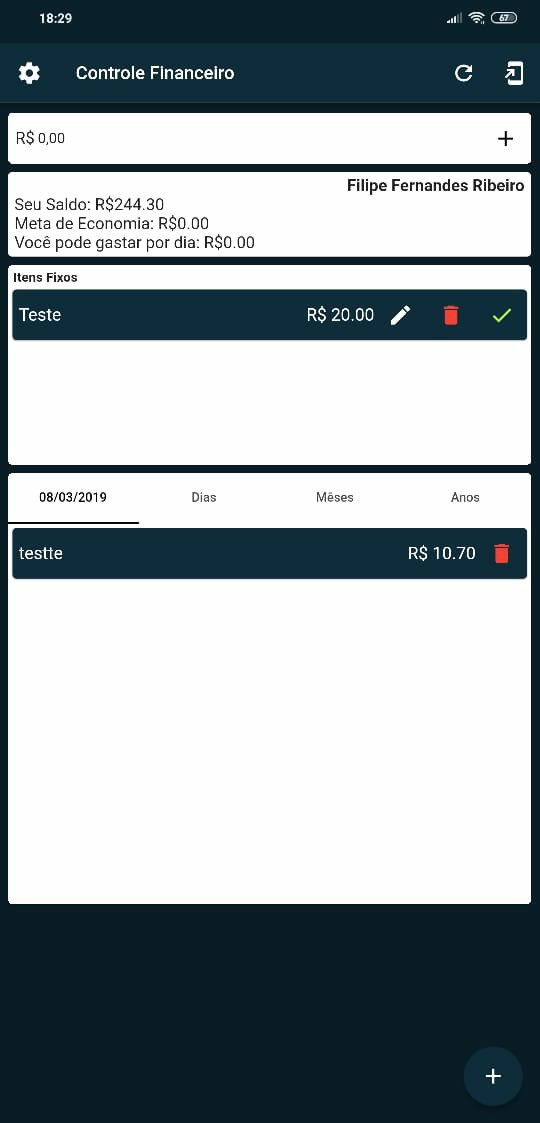 18:29
67
Controle Financeiro
R$ 0,00
Filipe Fernandes Ribeiro
Seu Saldo: R$244.30
Meta de Economia: R$0.00
Você pode gastar por dia: R$0.00
Itens Fixos
Teste R$ 20.00
08/03/2019 Dias Mêses Anos
testte R$ 10.70